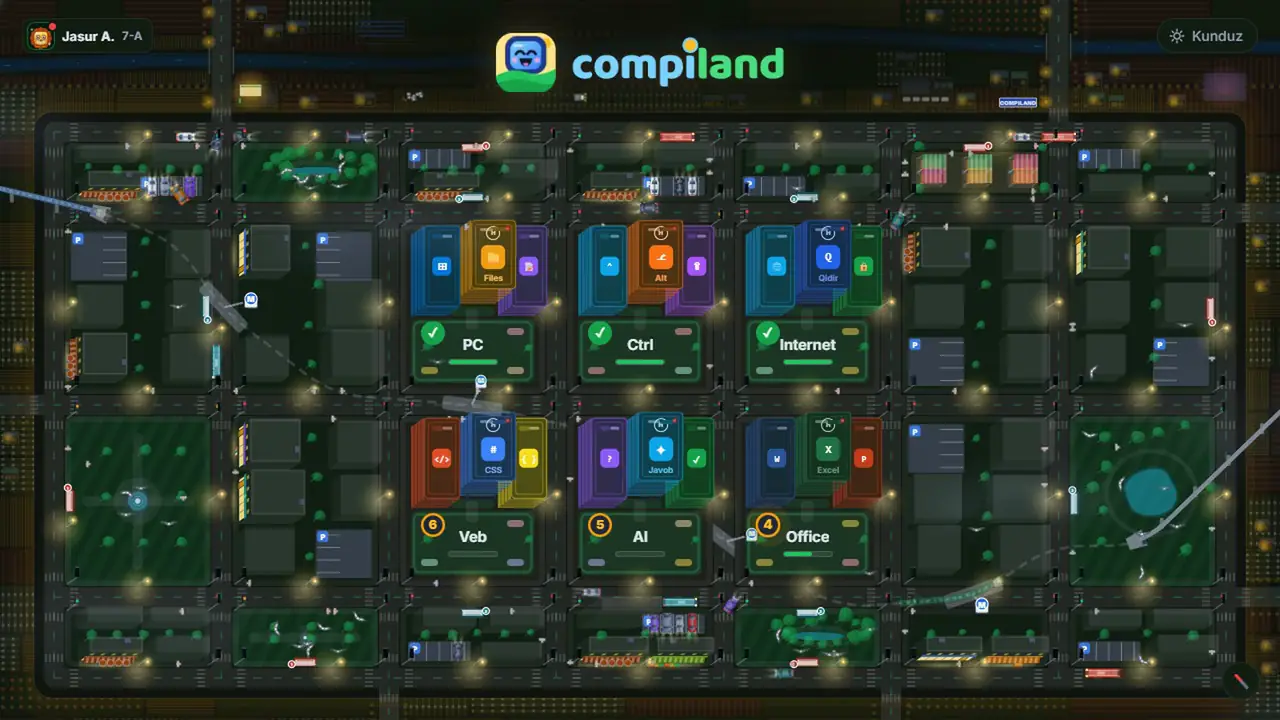 Jasur A. 7-A
compiland
Kunduz
COMPILAND
Files
Alt
Q
Qidir
PC
Ctrl
Internet
</>
#
CSS
{ }
?
Javob
W
X
Excel
P
6
Veb
5
AI
4
Office